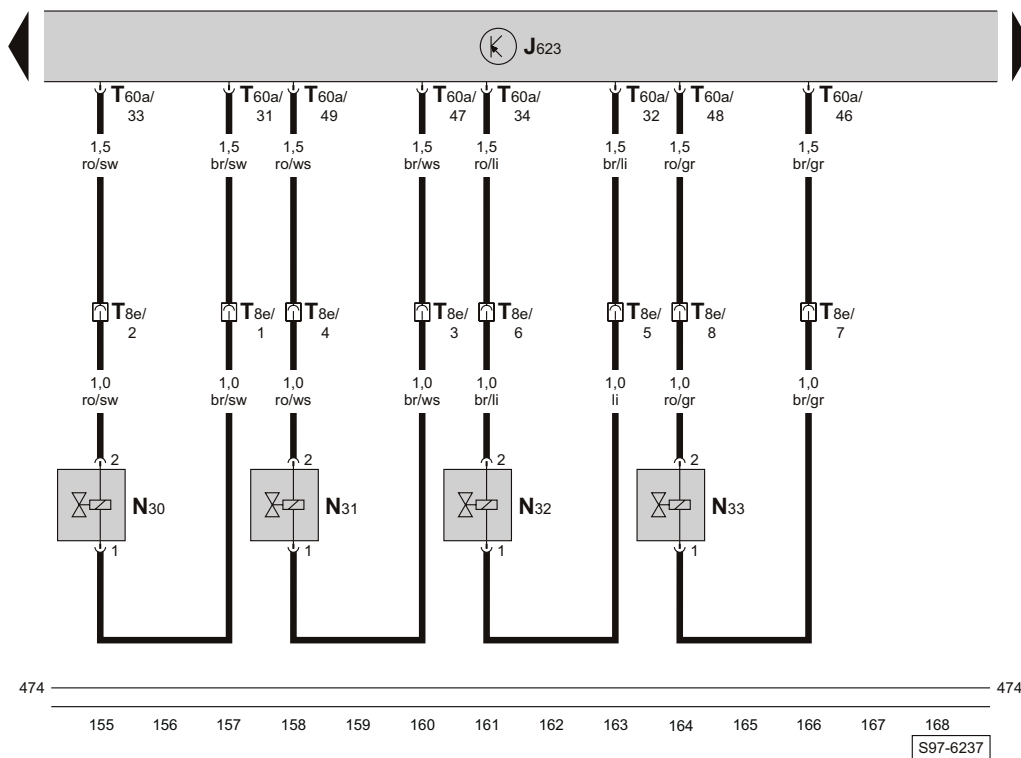 J623
T60a/ T60a/ T60a/ T60a/ T60a/ T60a/ T60a/ T60a/
33 31 49 47 34 32 48 46
1,5 1,5 1,5 1,5 1,5 1,5 1,5 1,5
ro/sw br/sw ro/ws br/ws ro/li br/li ro/gr br/gr
T8e/ T8e/ T8e/ T8e/ T8e/ T8e/ T8e/ T8e/
2 1 4 3 6 5 8 7
1,0 1,0 1,0 1,0 1,0 1,0 1,0 1,0
ro/sw br/sw ro/ws br/ws br/li li ro/gr br/gr
2 2 2 2
N30 N31 N32 N33
1 1 1 1
474 474
155 156 157 158 159 160 161 162 163 164 165 166 167 168
S97-6237